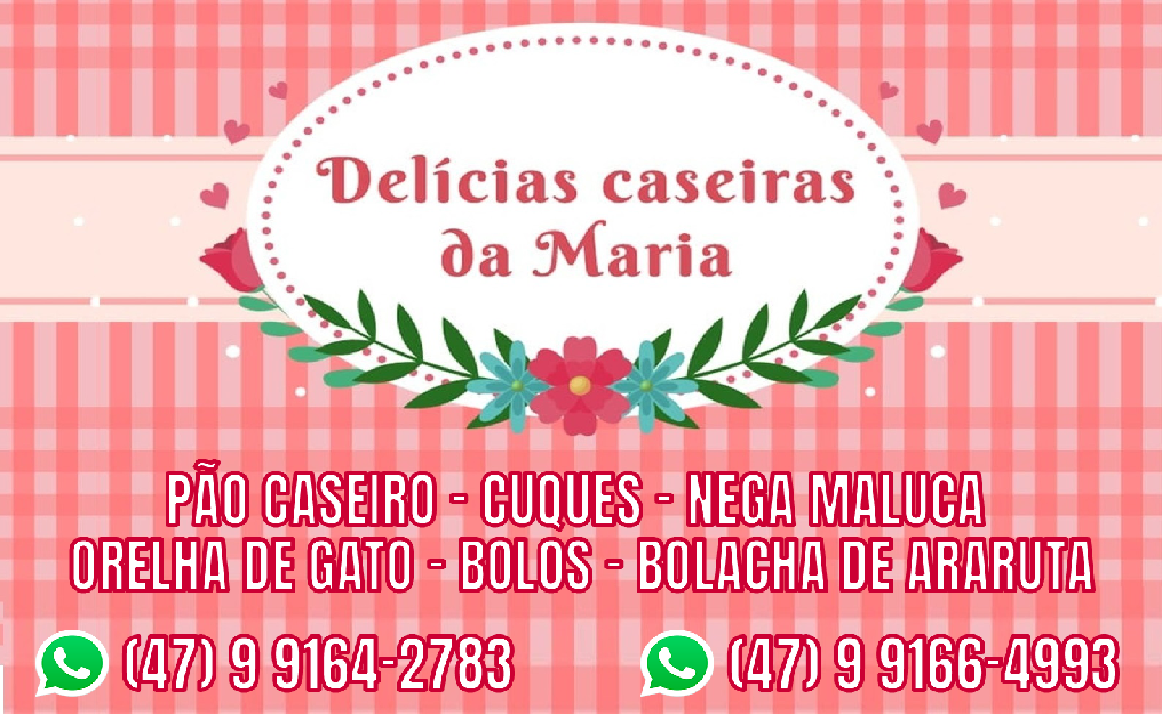 Delícias caseiras
da Maria
PÃO CASEIRO - CUQUES - NEGA MALUCA
ORELHA DE GATO - BOLOS - BOLACHA DE ARARUTA
(47) 9 9164-2783
(47) 9 9166-4993